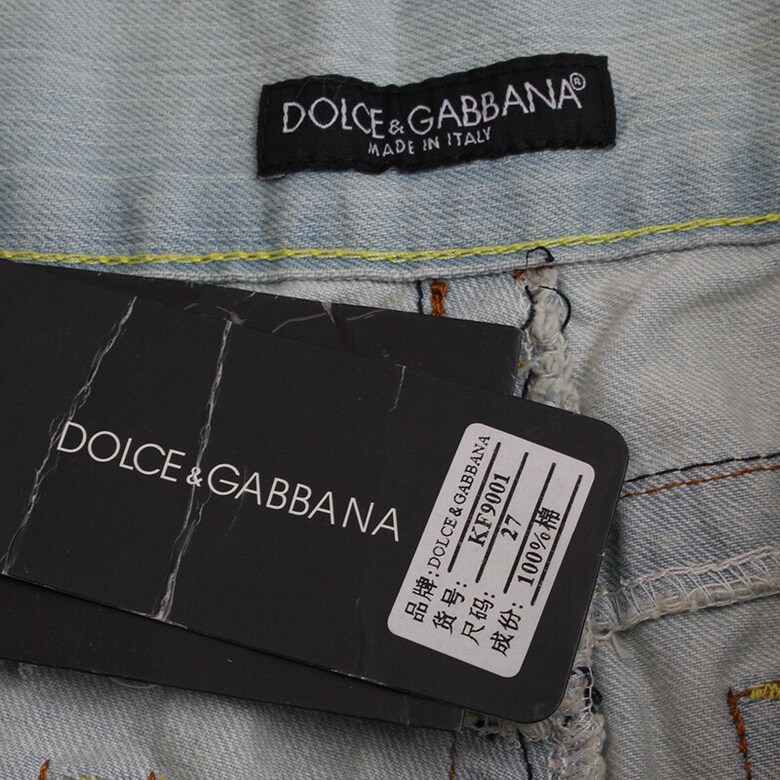 DOLCE & GABBANA®
MADE IN ITALY
DOLCE & GABBANA
品牌: DOLCE & GABBANA
货号: KF9001
尺码: 27
成份: 100%棉